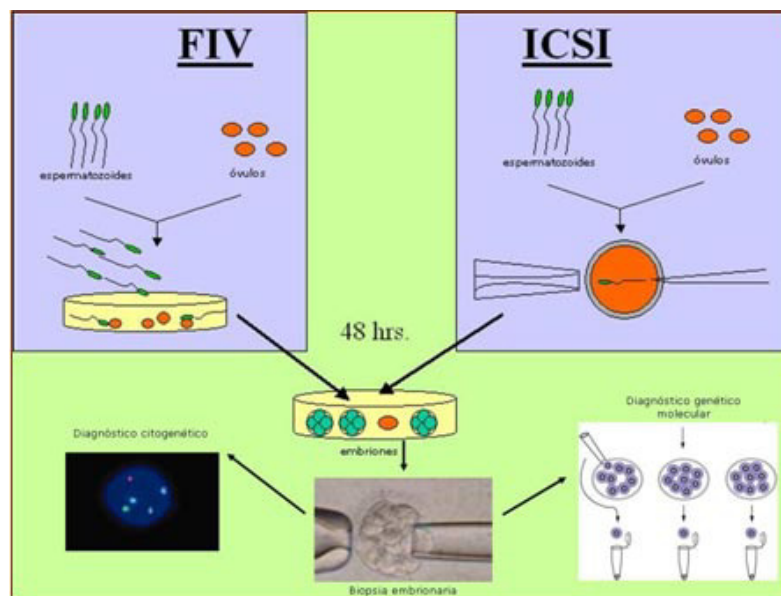 FIV
espermatozoides
óvulos
ICSI
espermatozoides
óvulos
48 hrs.
embriones
Diagnóstico citogenético
Diagnóstico genético
molecular
Biopsia embrionaria